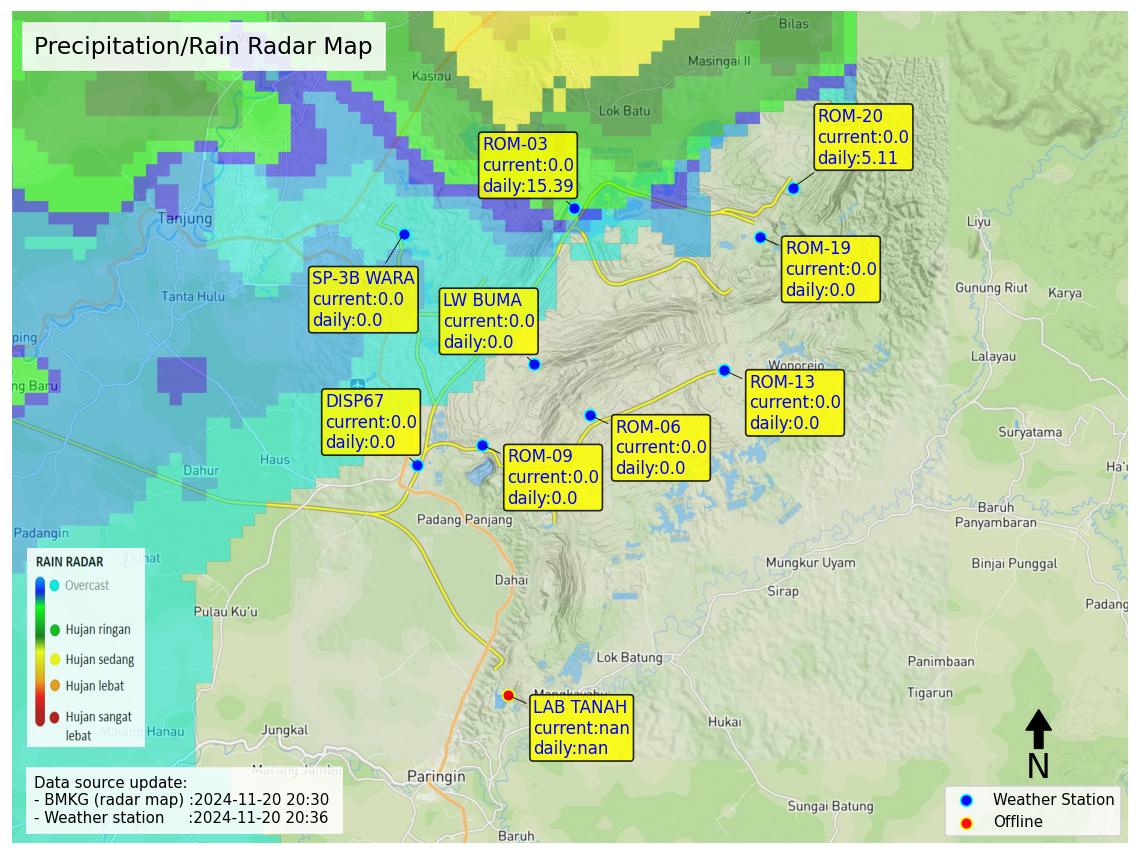 Precipitation/Rain Radar Map
Bilas
Masingai II
Kasiau
Lok Batu
ROM-20
current:0.0
daily:5.11
ROM-03
current:0.0
daily:15.39
Tanjung
Liyu
ROM-19
current:0.0
daily:0.0
SP-3B WARA
current:0.0
daily:0.0
Tanta Hulu
LW BUMA
current:0.0
daily:0.0
Gunung Riut
Karya
ping
Lalayau
Wonorejo
ng Baru
ROM-13
current:0.0
daily:0.0
DISP67
current:0.0
daily:0.0
ROM-06
current:0.0
daily:0.0
Suryatama
ROM-09
current:0.0
daily:0.0
Haus
Dahur
Ha'u
Baruh
Panyambaran
Padang Panjang
Padangin
Mungkur Uyam
Binjai Punggal
RAIN RADAR
Overcast
Hujan ringan
Hujan sedang
Hujan lebat
Hujan sangat
lebat
Dahai
Sirap
Padang
Pulau Ku'u
Lok Batung
Panimbaan
Tigarun
Mangkayahu
LAB TANAH
current:nan
daily:nan
Hukai
Jungkal
Manau
Murung Jambu
Paringin
N
Data source update:
- BMKG (radar map) :2024-11-20 20:30
- Weather station :2024-11-20 20:36
Sungai Batung
Baruh
Weather Station
Offline